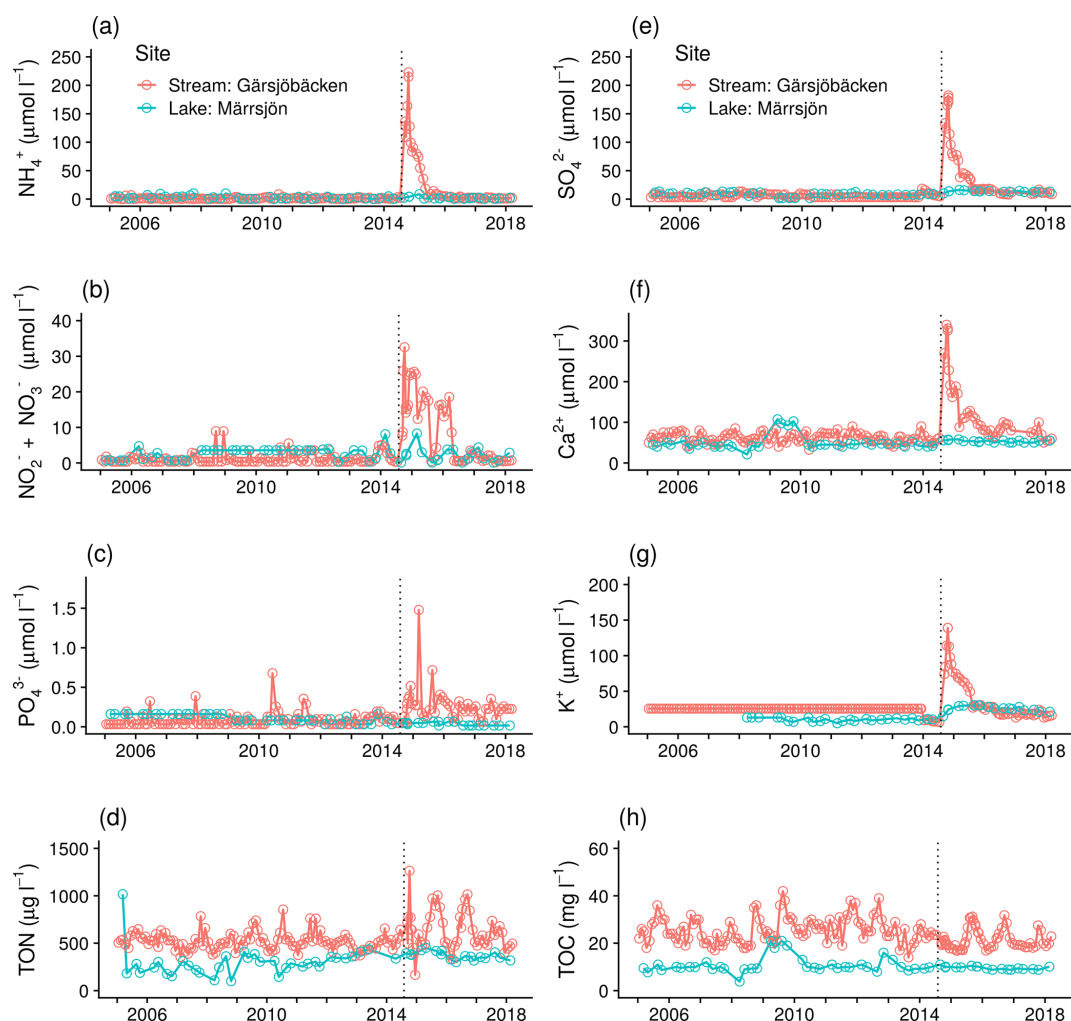 (a)
Site
Stream: Gärsjöbäcken
Lake: Märrsjön
NH₄⁺ (μmol l⁻¹)
250
200
150
100
50
0
2006 2010 2014 2018
(e)
Site
Stream: Gärsjöbäcken
Lake: Märrsjön
SO₄²⁻ (μmol l⁻¹)
250
200
150
100
50
0
2006 2010 2014 2018
(b)
NO₂⁻ + NO₃⁻ (μmol l⁻¹)
40
30
20
10
0
2006 2010 2014 2018
(f)
Ca²⁺ (μmol l⁻¹)
300
200
100
0
2006 2010 2014 2018
(c)
PO₄³⁻ (μmol l⁻¹)
1.5
1.0
0.5
0.0
2006 2010 2014 2018
(g)
K⁺ (μmol l⁻¹)
200
150
100
50
0
2006 2010 2014 2018
(d)
TON (μg l⁻¹)
1500
1000
500
0
2006 2010 2014 2018
(h)
TOC (mg l⁻¹)
60
40
20
0
2006 2010 2014 2018